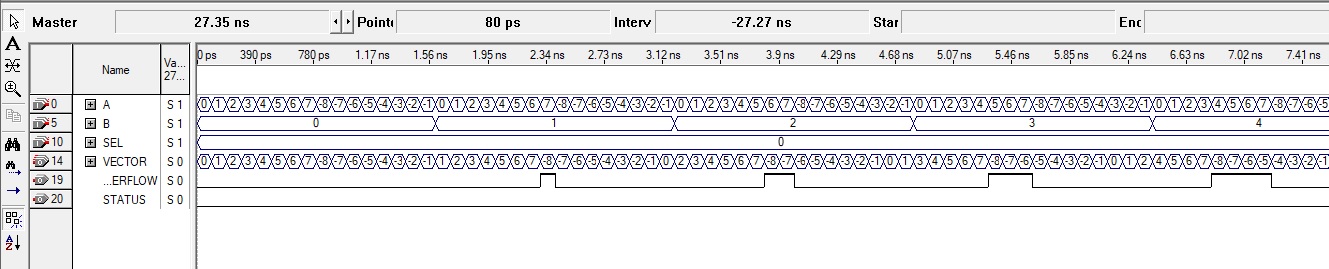 Master 27.35 ns Pointe 80 ps Interv -27.27 ns Star Enc
A Name Va... 27... 0 ps 390 ps 780 ps 1.17 ns 1.56 ns 1.95 ns 2.34 ns 2.73 ns 3.12 ns 3.51 ns 3.9 ns 4.29 ns 4.68 ns 5.07 ns 5.46 ns 5.85 ns 6.24 ns 6.63 ns 7.02 ns 7.41 ns
0 A S 1 0 1 2 3 4 5 6 7 -8 -7 -6 -5 -4 -3 -2 -1 0 1 2 3 4 5 6 7 -8 -7 -6 -5 -4 -3 -2 -1 0 1 2 3 4 5 6 7 -8 -7 -6 -5 -4 -3 -2 -1 0 1 2 3 4 5 6 7 -8 -7 -6 -5 -4 -3 -2 -1 0 1 2 3 4 5 6 7 -8 -7 -6 -5
5 B S 1 0 1 2 3 4
10 SEL S 1 0
14 VECTOR S 0 0 1 2 3 4 5 6 7 -8 -7 -6 -5 -4 -3 -2 -1 1 2 3 4 5 6 7 -8 -7 -6 -5 -4 -3 -2 -1 0 2 3 4 5 6 7 -8 -7 -6 -5 -4 -3 -2 -1 0 1 3 4 5 6 7 -8 -7 -6 -5 -4 -3 -2 -1 0 1 2 4 5 6 7 -8 -7 -6 -5 -4 -3 -2 -1
19 ...ERFLOW S 0
20 STATUS S 0
A
Z